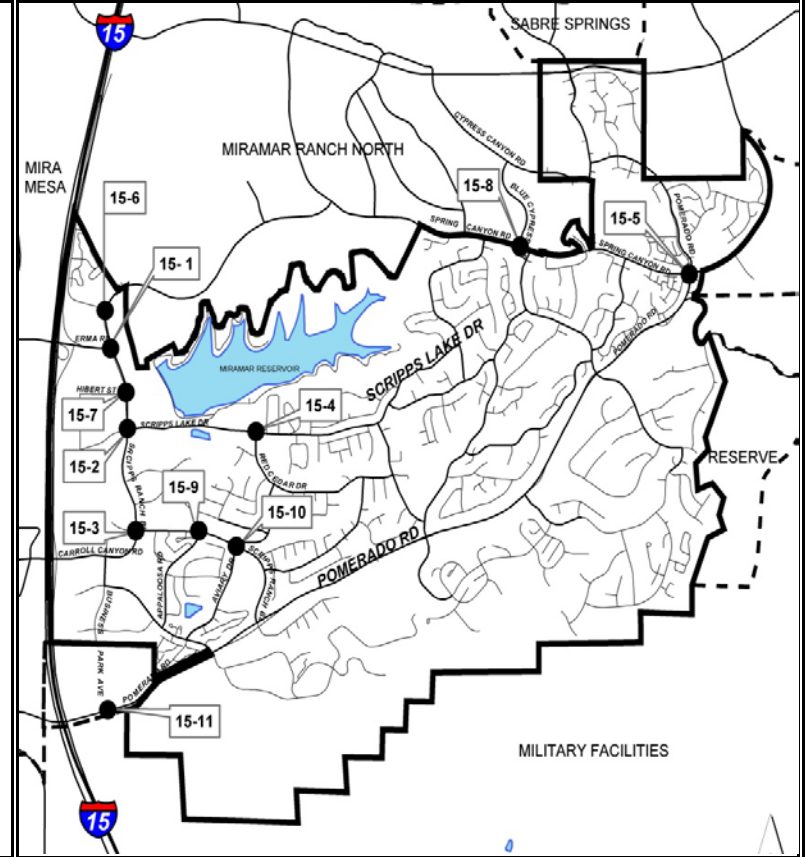 15
SABRE SPRINGS
MIRAMAR RANCH NORTH
CYPRESS CANYON RD
MIRA
MESA
15-6
15-8
BLUE CYPRESS
15-5
POMERADO RD
SPRING CANYON RD
SPRING CANYON RD
15- 1
ERMA RD
POMERADO RD
SCRIPPS LAKE DR
MIRAMAR RESERVOIR
HIBERT ST
15-7
15-4
SCRIPPS LAKE DR
15-2
RED CEDAR DR
RESERVE
SCRIPPS RANCH B
15-9
15-10
15-3
CARROLL CANYON RD
POMERADO RD
SCRIPPS RANCH BL
APPALOOSA RD
AVIARY DR
BUSINESS
PARK AVE
POMERADO RD
15-11
MILITARY FACILITIES
15